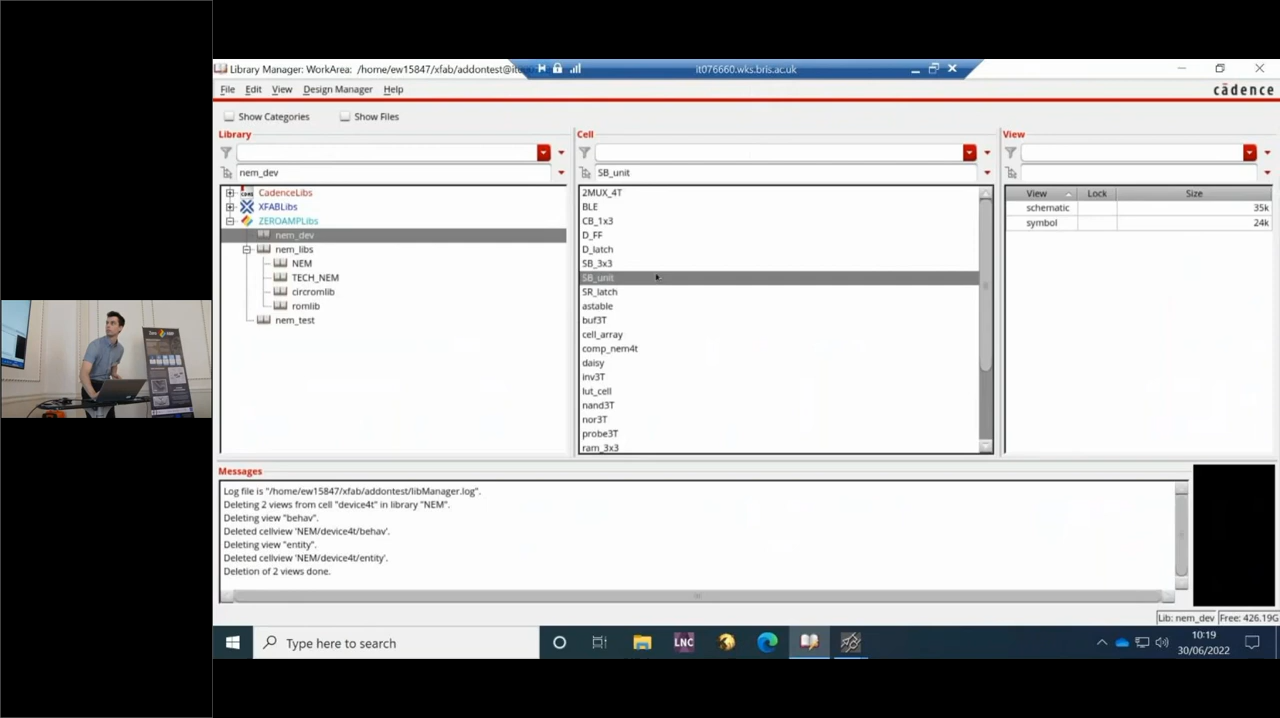 Library Manager: WorkArea: /home/ew15847/xfab/addontest@it
it076660.wks.bris.ac.uk
File Edit View Design Manager Help
cādence
Show Categories Show Files
Library
nem_dev
CadenceLibs
XFABLibs
ZEROAMPLibs
nem_dev
nem_libs
NEM
TECH_NEM
circromlib
romlib
nem_test
Cell
SB_unit
2MUX_4T
BLE
CB_1x3
D_FF
D_latch
SB_3x3
SB_unit
SR_latch
astable
buf3T
cell_array
comp_nem4t
daisy
inv3T
lut_cell
nand3T
nor3T
probe3T
ram_3x3
View
View Lock Size
schematic 35k
symbol 24k
Messages
Log file is "/home/ew15847/xfab/addontest/libManager.log".
Deleting 2 views from cell "device4t" in library "NEM".
Deleting view "behav".
Deleted cellview 'NEM/device4t/behav'.
Deleting view "entity".
Deleted cellview 'NEM/device4t/entity'.
Deletion of 2 views done.
Lib: nem_dev Free: 426.19G
Type here to search
LNC
10:19
30/06/2022